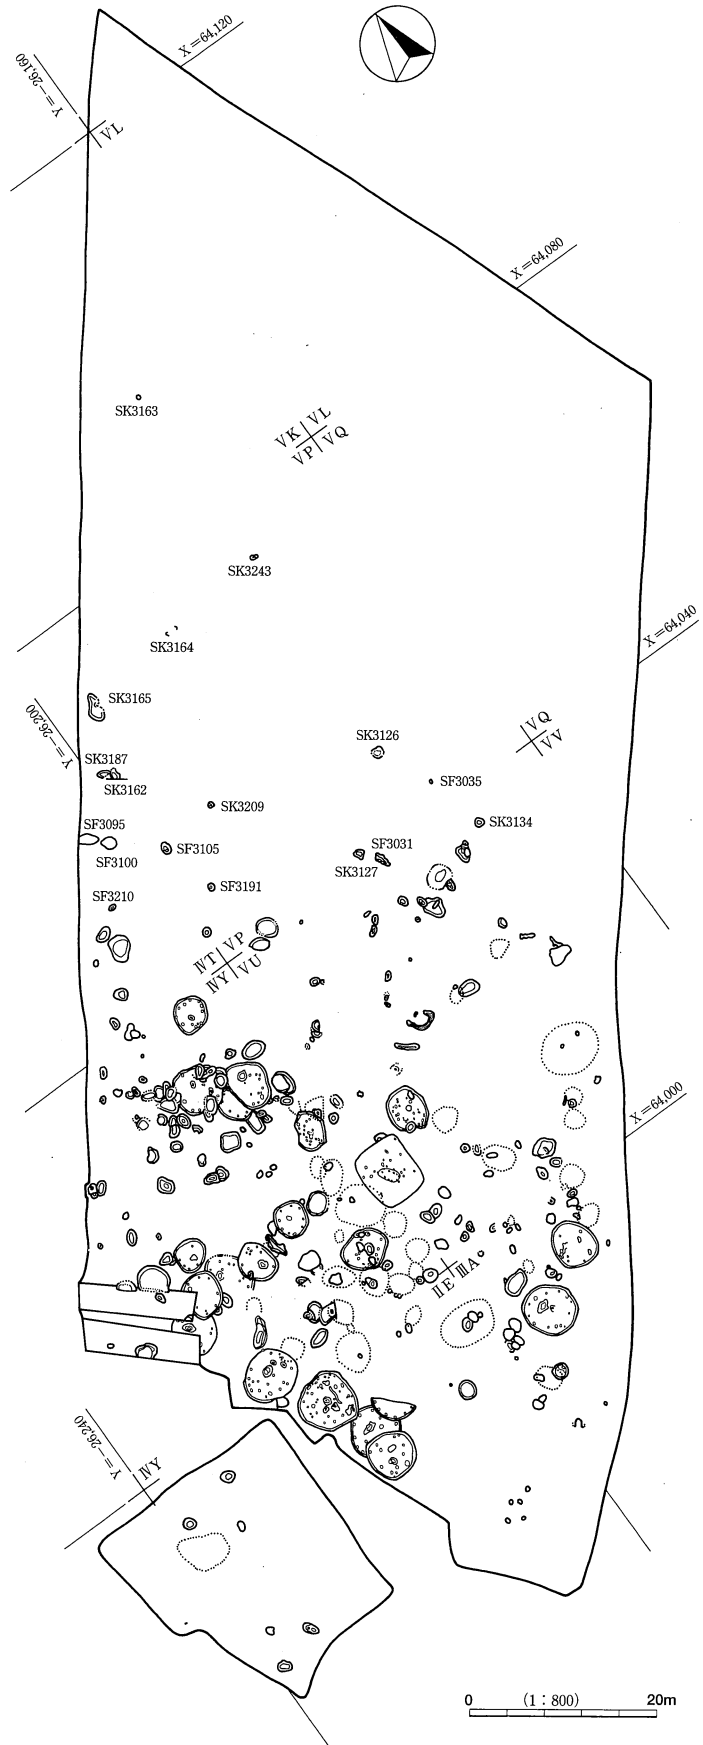 X=64,120
Y=-26,160
VL
X=64,080
SK3163
VK VL
VP VQ
SK3243
X=64,040
SK3164
SK3165
Y=-26,200
VQ
VV
SK3126
SK3187
SF3035
SK3162
SK3209
SK3134
SF3095
SF3105
SF3031
SF3100
SK3127
SF3191
SF3210
ⅣT VP
ⅣY VU
X=64,000
ⅡE ⅢA
Y=-26,240
ⅣY
0 (1:800) 20m